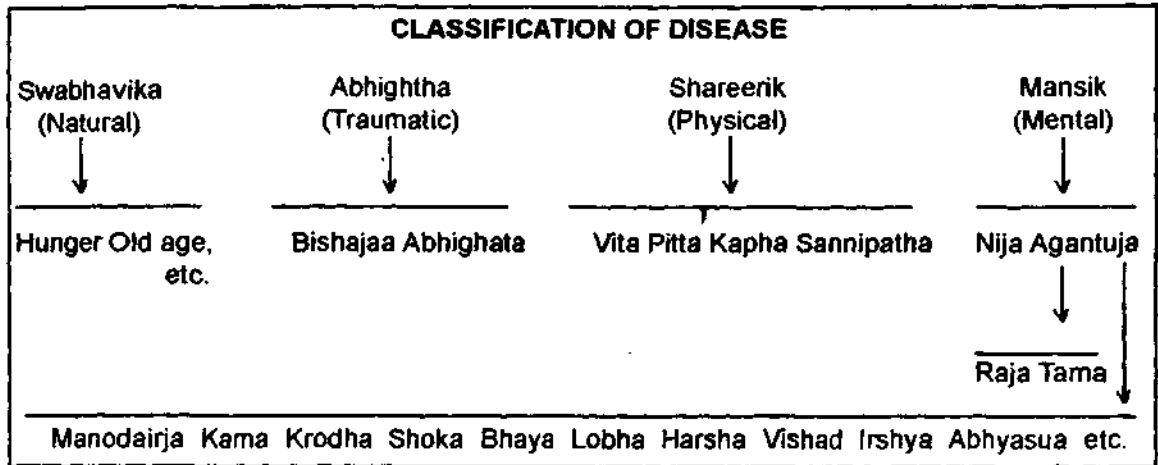 CLASSIFICATION OF DISEASE
Swabhavika Abhightha Shareerik Mansik
(Natural) (Traumatic) (Physical) (Mental)
Hunger Old age, Bishajaa Abhighata Vita Pitta Kapha Sannipatha Nija Agantuja
etc.
Raja Tama
Manodairja Kama Krodha Shoka Bhaya Lobha Harsha Vishad Irshya Abhyasua etc.